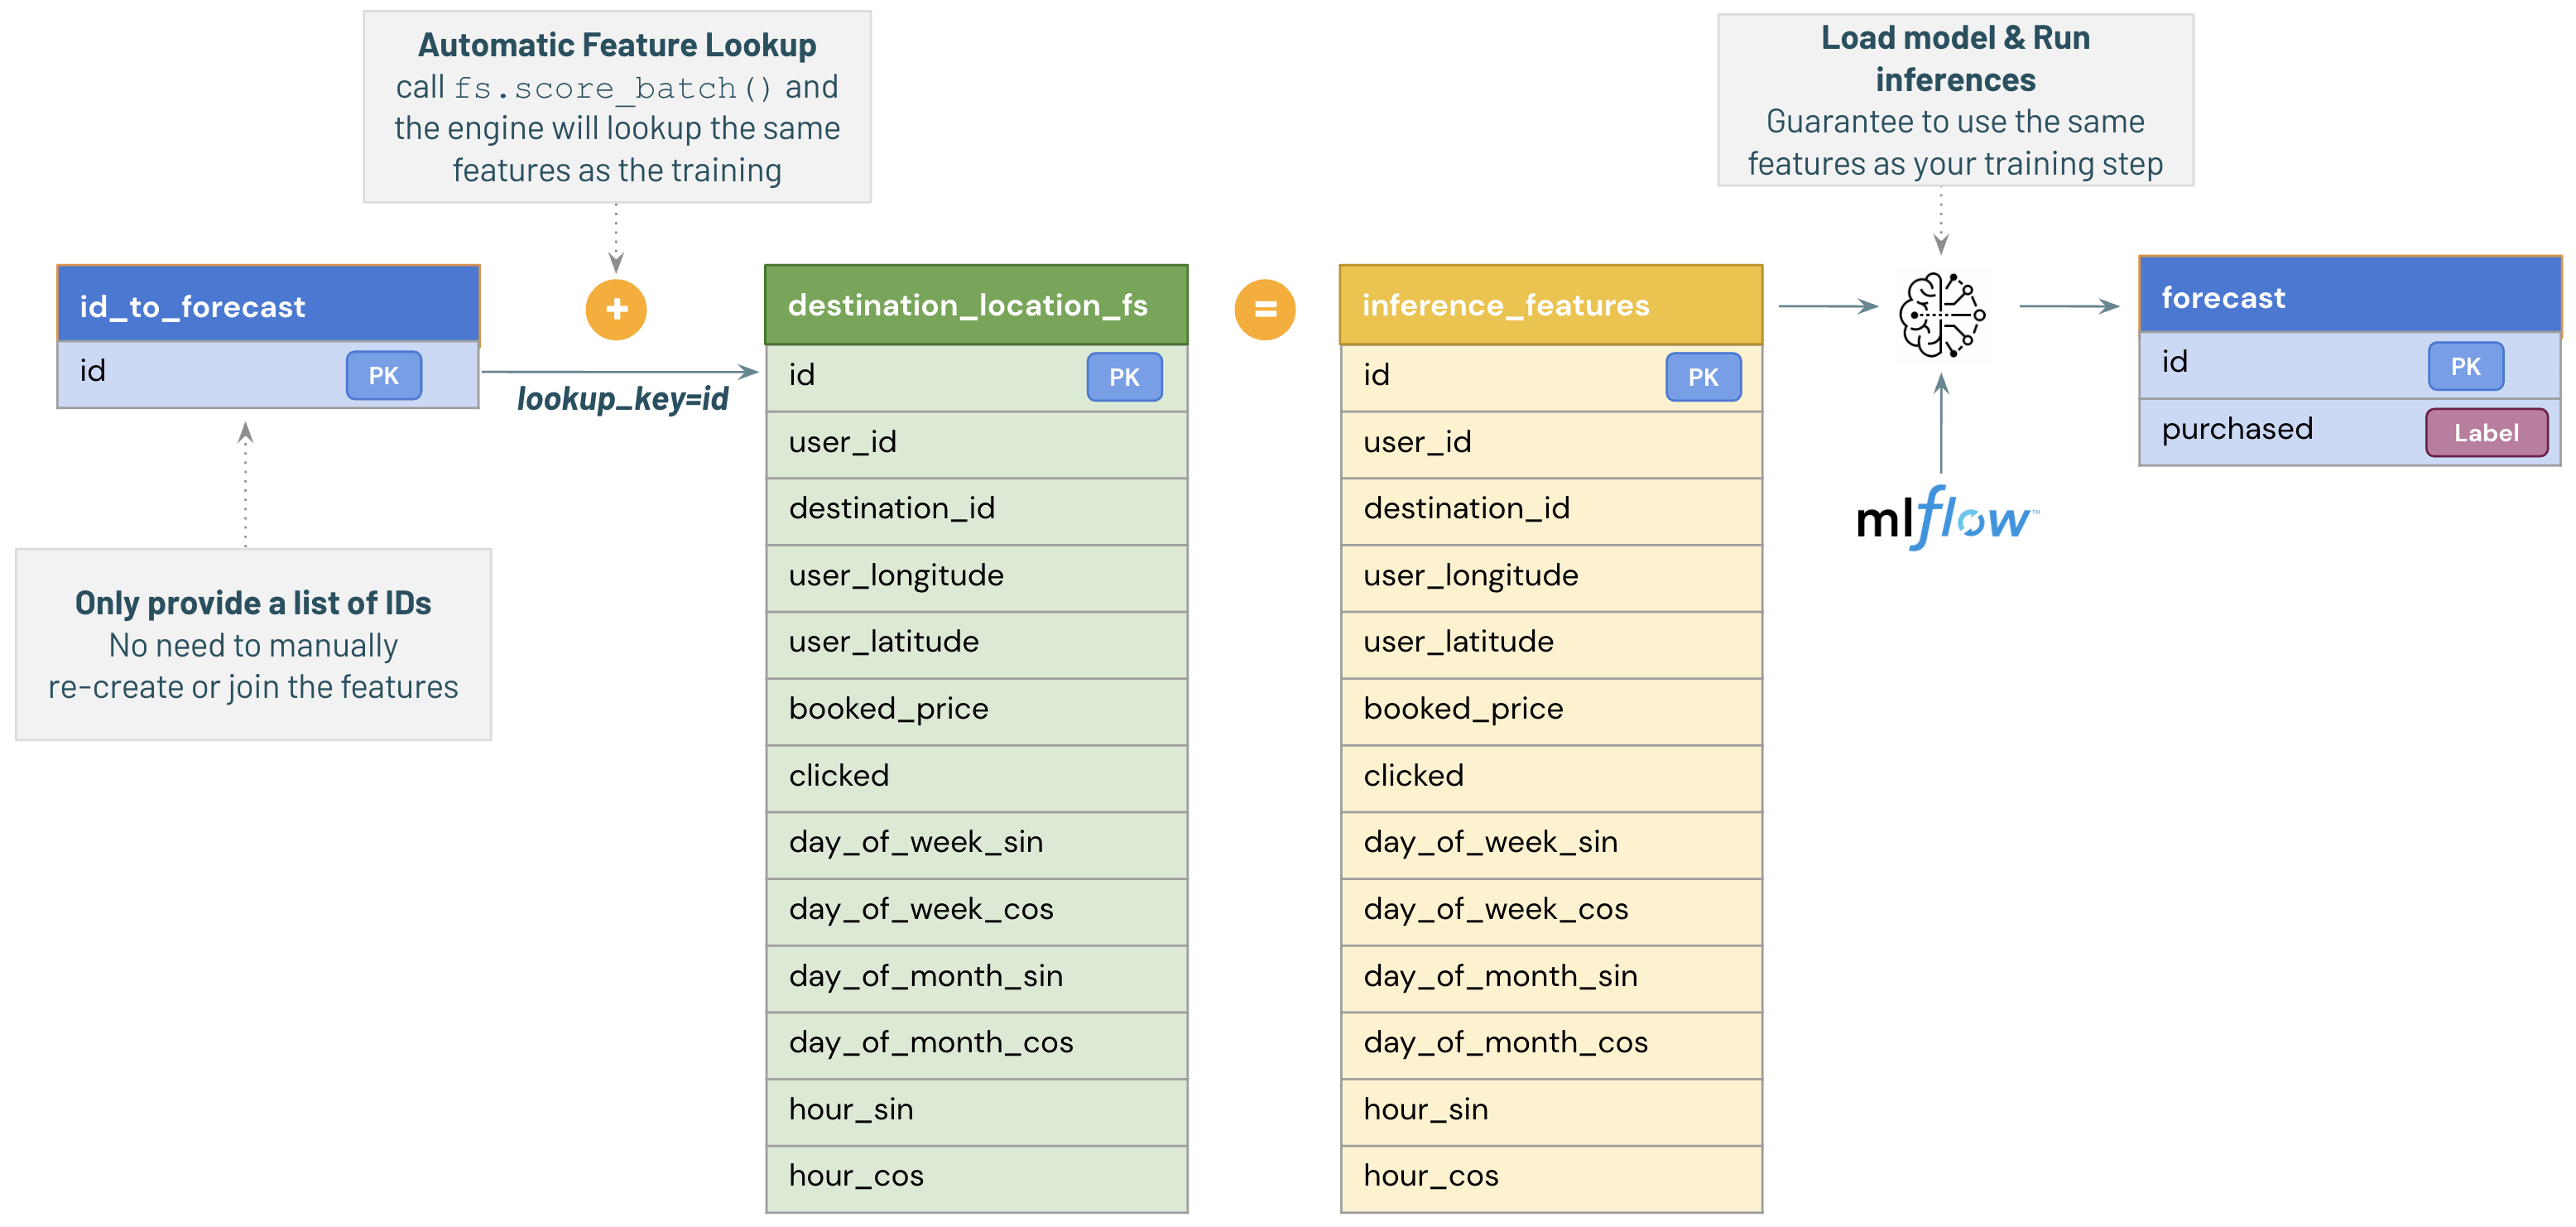 Automatic Feature Lookup
call fs.score_batch() and
the engine will lookup the same
features as the training
Load model & Run
inferences
Guarantee to use the same
features as your training step
id_to_forecast
id PK
+
lookup_key=id
Only provide a list of IDs
No need to manually
re-create or join the features
destination_location_fs
id PK
user_id
destination_id
user_longitude
user_latitude
booked_price
clicked
day_of_week_sin
day_of_week_cos
day_of_month_sin
day_of_month_cos
hour_sin
hour_cos
=
inference_features
id PK
user_id
destination_id
user_longitude
user_latitude
booked_price
clicked
day_of_week_sin
day_of_week_cos
day_of_month_sin
day_of_month_cos
hour_sin
hour_cos
mlflow™
forecast
id PK
purchased Label